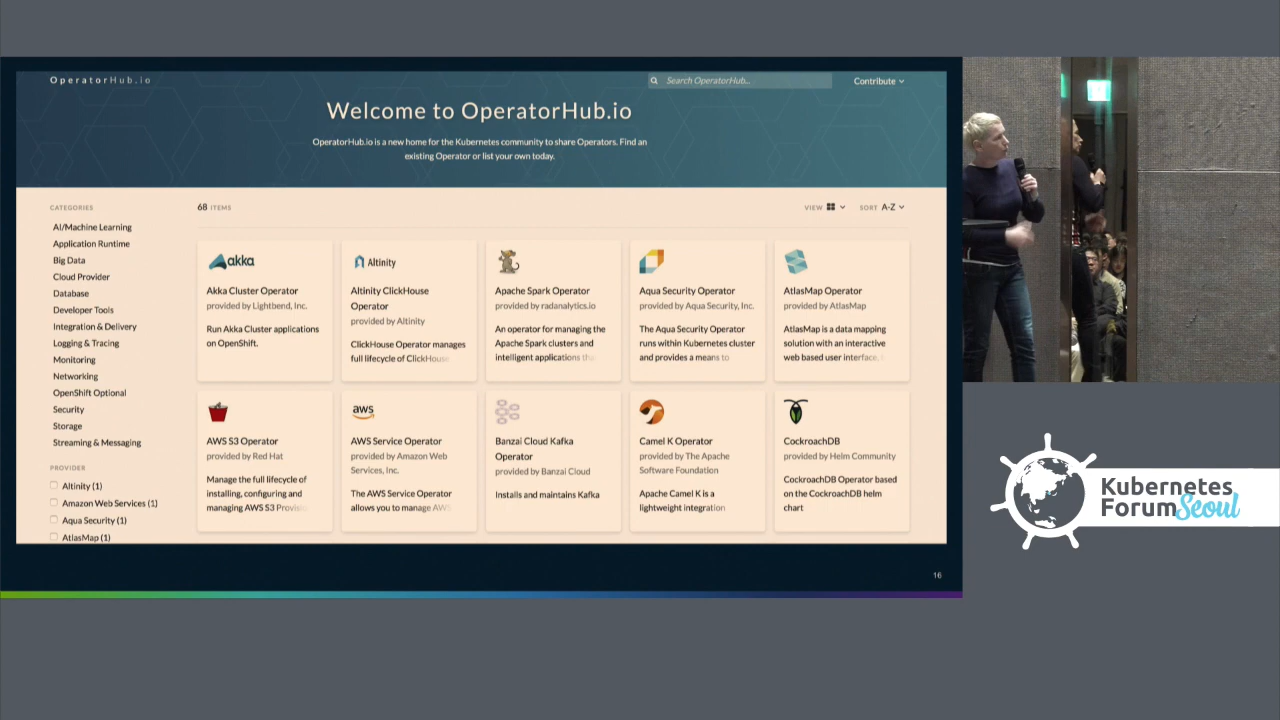 OperatorHub.io
Search OperatorHub...
Contribute
Welcome to OperatorHub.io
OperatorHub.io is a new home for the Kubernetes community to share Operators. Find an
existing Operator or list your own today.
CATEGORIES
AI/Machine Learning
Application Runtime
Big Data
Cloud Provider
Database
Developer Tools
Integration & Delivery
Logging & Tracing
Monitoring
Networking
OpenShift Optional
Security
Storage
Streaming & Messaging
PROVIDER
Altinity (1)
Amazon Web Services (1)
Aqua Security (1)
AtlasMap (1)
68 ITEMS
VIEW
SORT A-Z
akka
Akka Cluster Operator
provided by Lightbend, Inc.
Run Akka Cluster applications
on OpenShift.
Altinity
Altinity ClickHouse
Operator
provided by Altinity
ClickHouse Operator manages
full lifecycle of ClickHouse
Apache Spark Operator
provided by radanalytics.io
An operator for managing the
Apache Spark clusters and
intelligent applications tha
Aqua Security Operator
provided by Aqua Security, Inc.
The Aqua Security Operator
runs within Kubernetes cluster
and provides a means to
AtlasMap Operator
provided by AtlasMap
AtlasMap is a data mapping
solution with an interactive
web based user interface,
AWS S3 Operator
provided by Red Hat
Manage the full lifecycle of
installing, configuring and
managing AWS S3 Provisio
aws
AWS Service Operator
provided by Amazon Web
Services, Inc.
The AWS Service Operator
allows you to manage AWS
Banzai Cloud Kafka
Operator
provided by Banzai Cloud
Installs and maintains Kafka
Camel K Operator
provided by The Apache
Software Foundation
Apache Camel K is a
lightweight integration
CockroachDB
provided by Helm Community
CockroachDB Operator based
on the CockroachDB helm
chart
16
Kubernetes
Forum Seoul